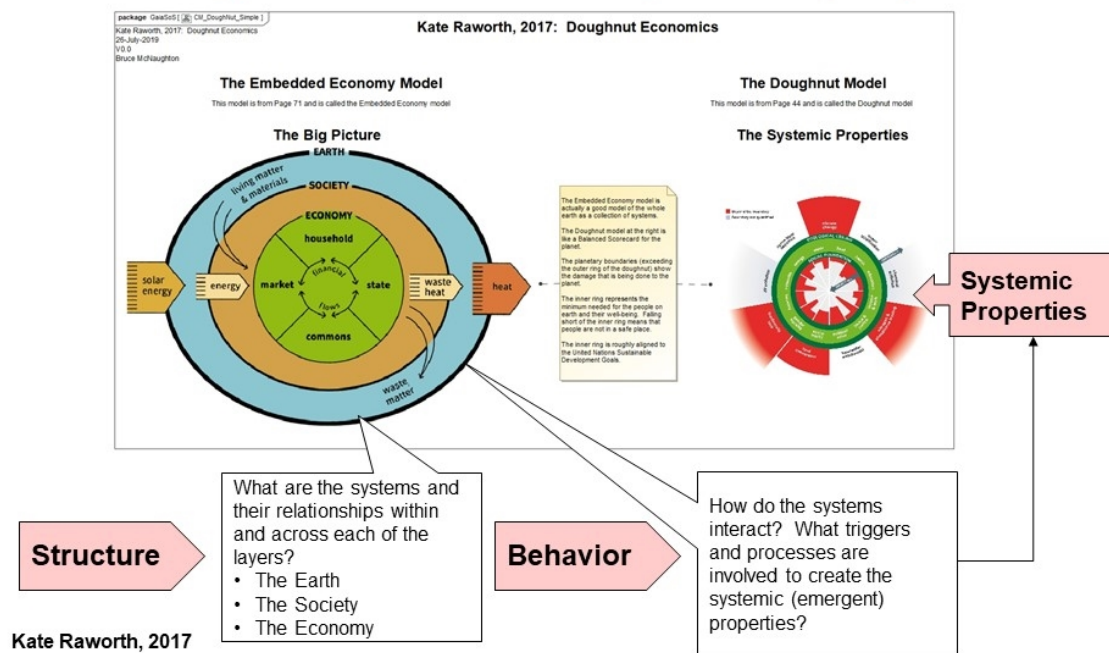 package GaiaSoS [ CM_DoughNut_Simple ]
Kate Raworth, 2017: Doughnut Economics
26-July-2019
V0.0
Bruce McNaughton
Kate Raworth, 2017: Doughnut Economics
The Embedded Economy Model
This model is from Page 71 and is called the Embedded Economy model
The Big Picture
EARTH
living matter
& materials
SOCIETY
ECONOMY
household
solar
energy
energy
market
financial
flows
state
waste
heat
heat
commons
waste
matter
The Embedded Economy model is
actually a good model of the whole
earth as a collection of systems.
The Doughnut model at the right is
like a Balanced Scorecard for the
planet.
The planetary boundaries (exceeding
the outer ring of the doughnut) show
the damage that is being done to the
planet.
The inner ring represents the
minimum needed for the people on
earth and their well-being. Falling
short of the inner ring means that
people are not in a safe place.
The inner ring is roughly aligned to
the United Nations Sustainable
Development Goals.
The Doughnut Model
This model is from Page 44 and is called the Doughnut model
The Systemic Properties
Systemic
Properties
Structure
What are the systems and
their relationships within
and across each of the
layers?
• The Earth
• The Society
• The Economy
Behavior
How do the systems
interact? What triggers
and processes are
involved to create the
systemic (emergent)
properties?
Kate Raworth, 2017